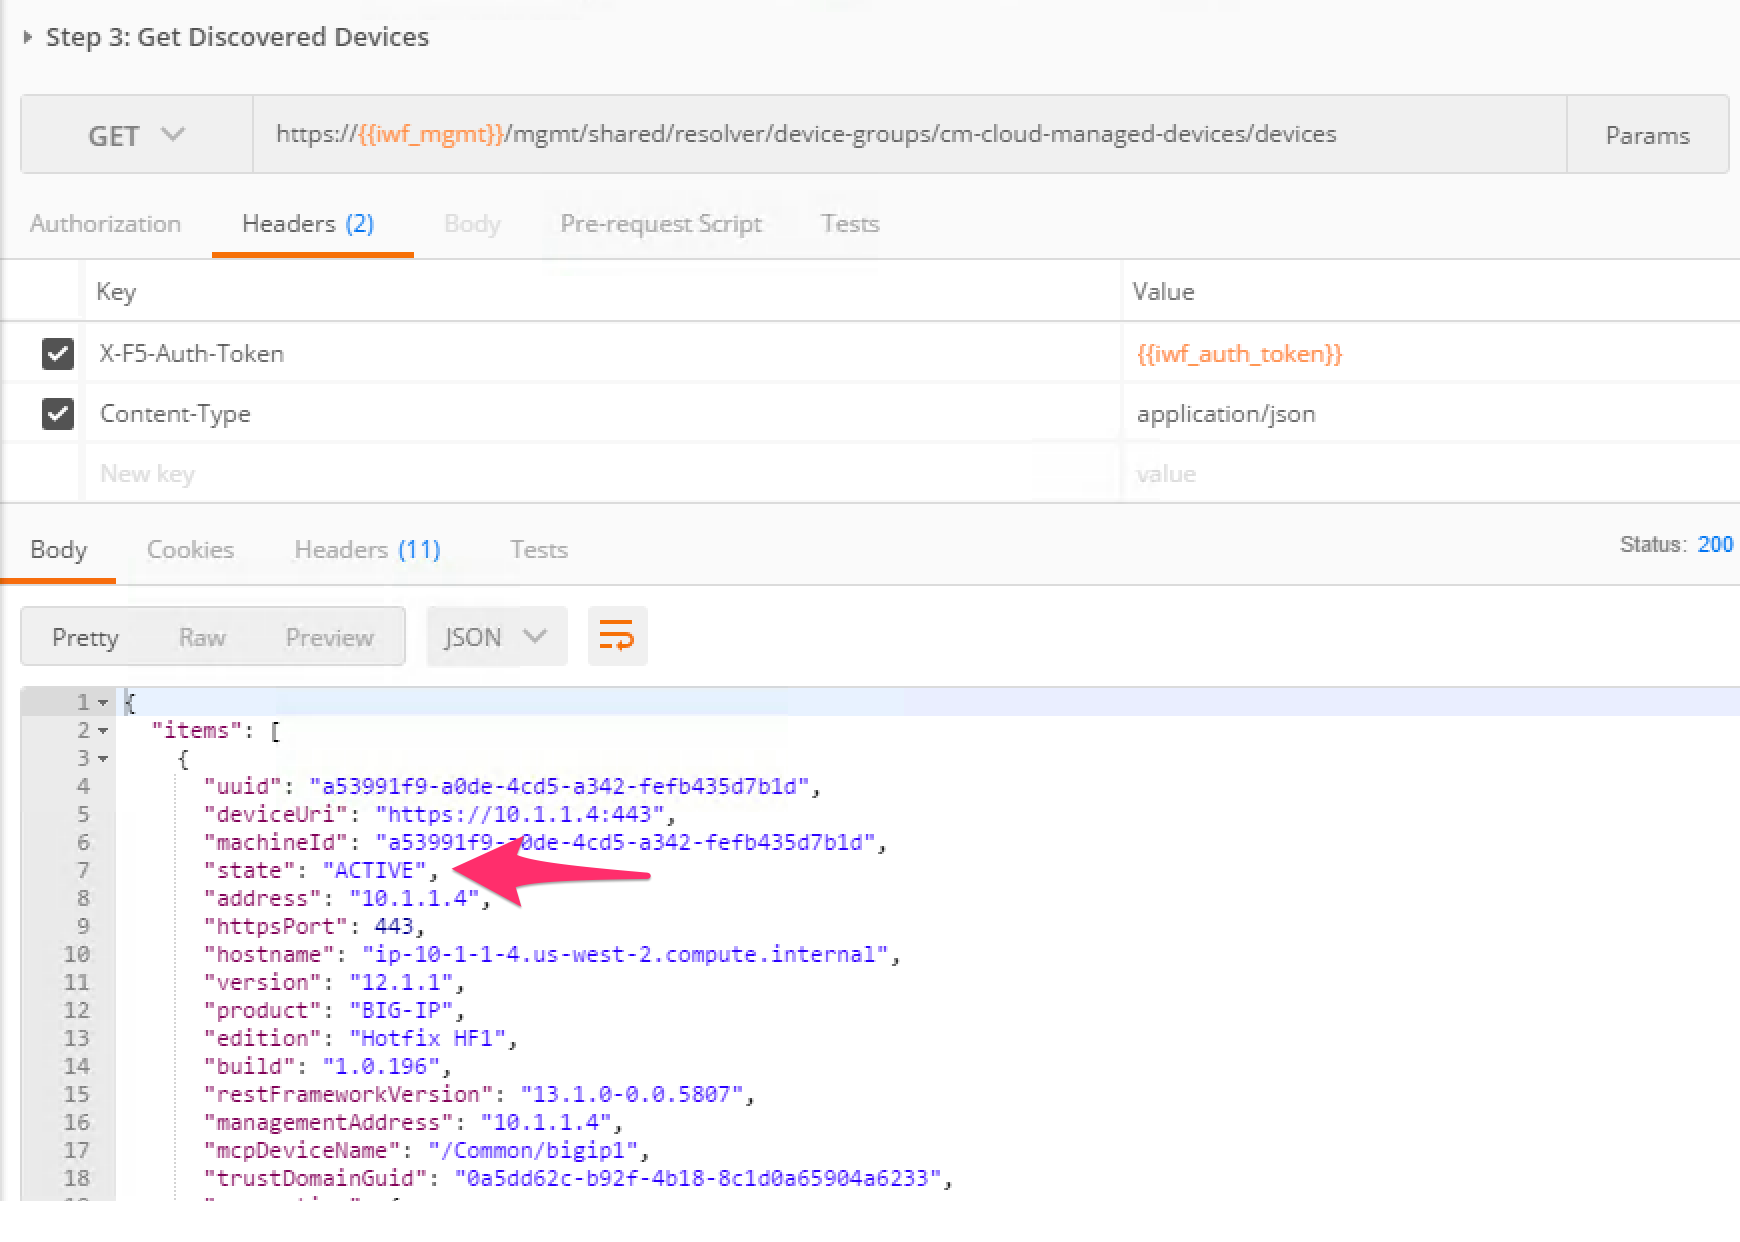 Step 3: Get Discovered Devices
GET https://{{iwf_mgmt}}/mgmt/shared/resolver/device-groups/cm-cloud-managed-devices/devices Params
Authorization Headers (2) Body Pre-request Script Tests
Key Value
X-F5-Auth-Token {{iwf_auth_token}}
Content-Type application/json
New key value
Body Cookies Headers (11) Tests Status: 200
Pretty Raw Preview JSON
1 {
2 "items": [
3 {
4 "uuid": "a53991f9-a0de-4cd5-a342-fefb435d7b1d",
5 "deviceUri": "https://10.1.1.4:443",
6 "machineId": "a53991f9-a0de-4cd5-a342-fefb435d7b1d",
7 "state": "ACTIVE",
8 "address": "10.1.1.4",
9 "httpsPort": 443,
10 "hostname": "ip-10-1-1-4.us-west-2.compute.internal",
11 "version": "12.1.1",
12 "product": "BIG-IP",
13 "edition": "Hotfix HF1",
14 "build": "1.0.196",
15 "restFrameworkVersion": "13.1.0-0.0.5807",
16 "managementAddress": "10.1.1.4",
17 "mcpDeviceName": "/Common/bigip1",
18 "trustDomainGuid": "0a5dd62c-b92f-4b18-8c1d0a65904a6233",